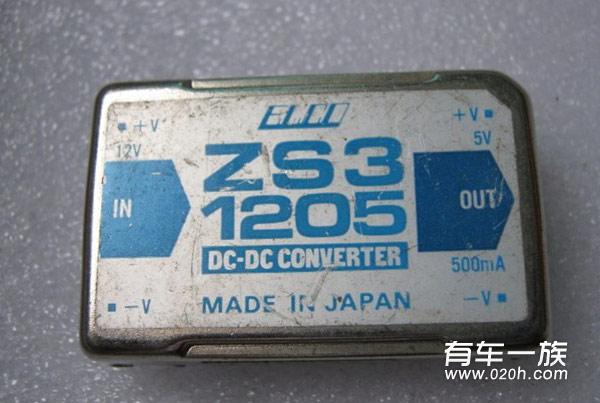 ELCO
+V
+V
12V
5V
ZS3
IN
1205
OUT
DC-DC CONVERTER
500mA
-V
MADE IN JAPAN
-V
有车一族
www.020h.com